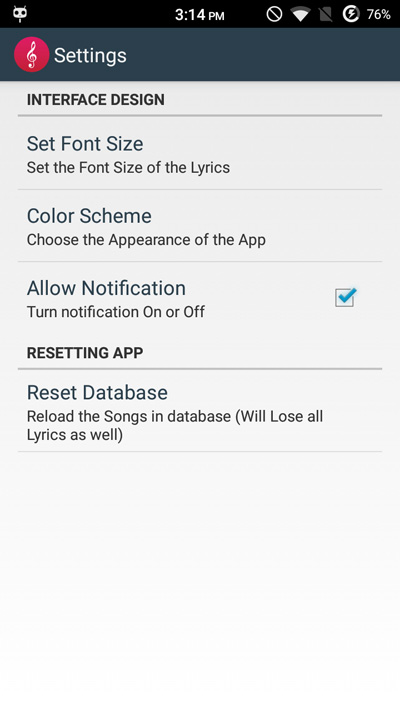 3:14 PM 76%
Settings
INTERFACE DESIGN
Set Font Size
Set the Font Size of the Lyrics
Color Scheme
Choose the Appearance of the App
Allow Notification
Turn notification On or Off
RESETTING APP
Reset Database
Reload the Songs in database (Will Lose all
Lyrics as well)